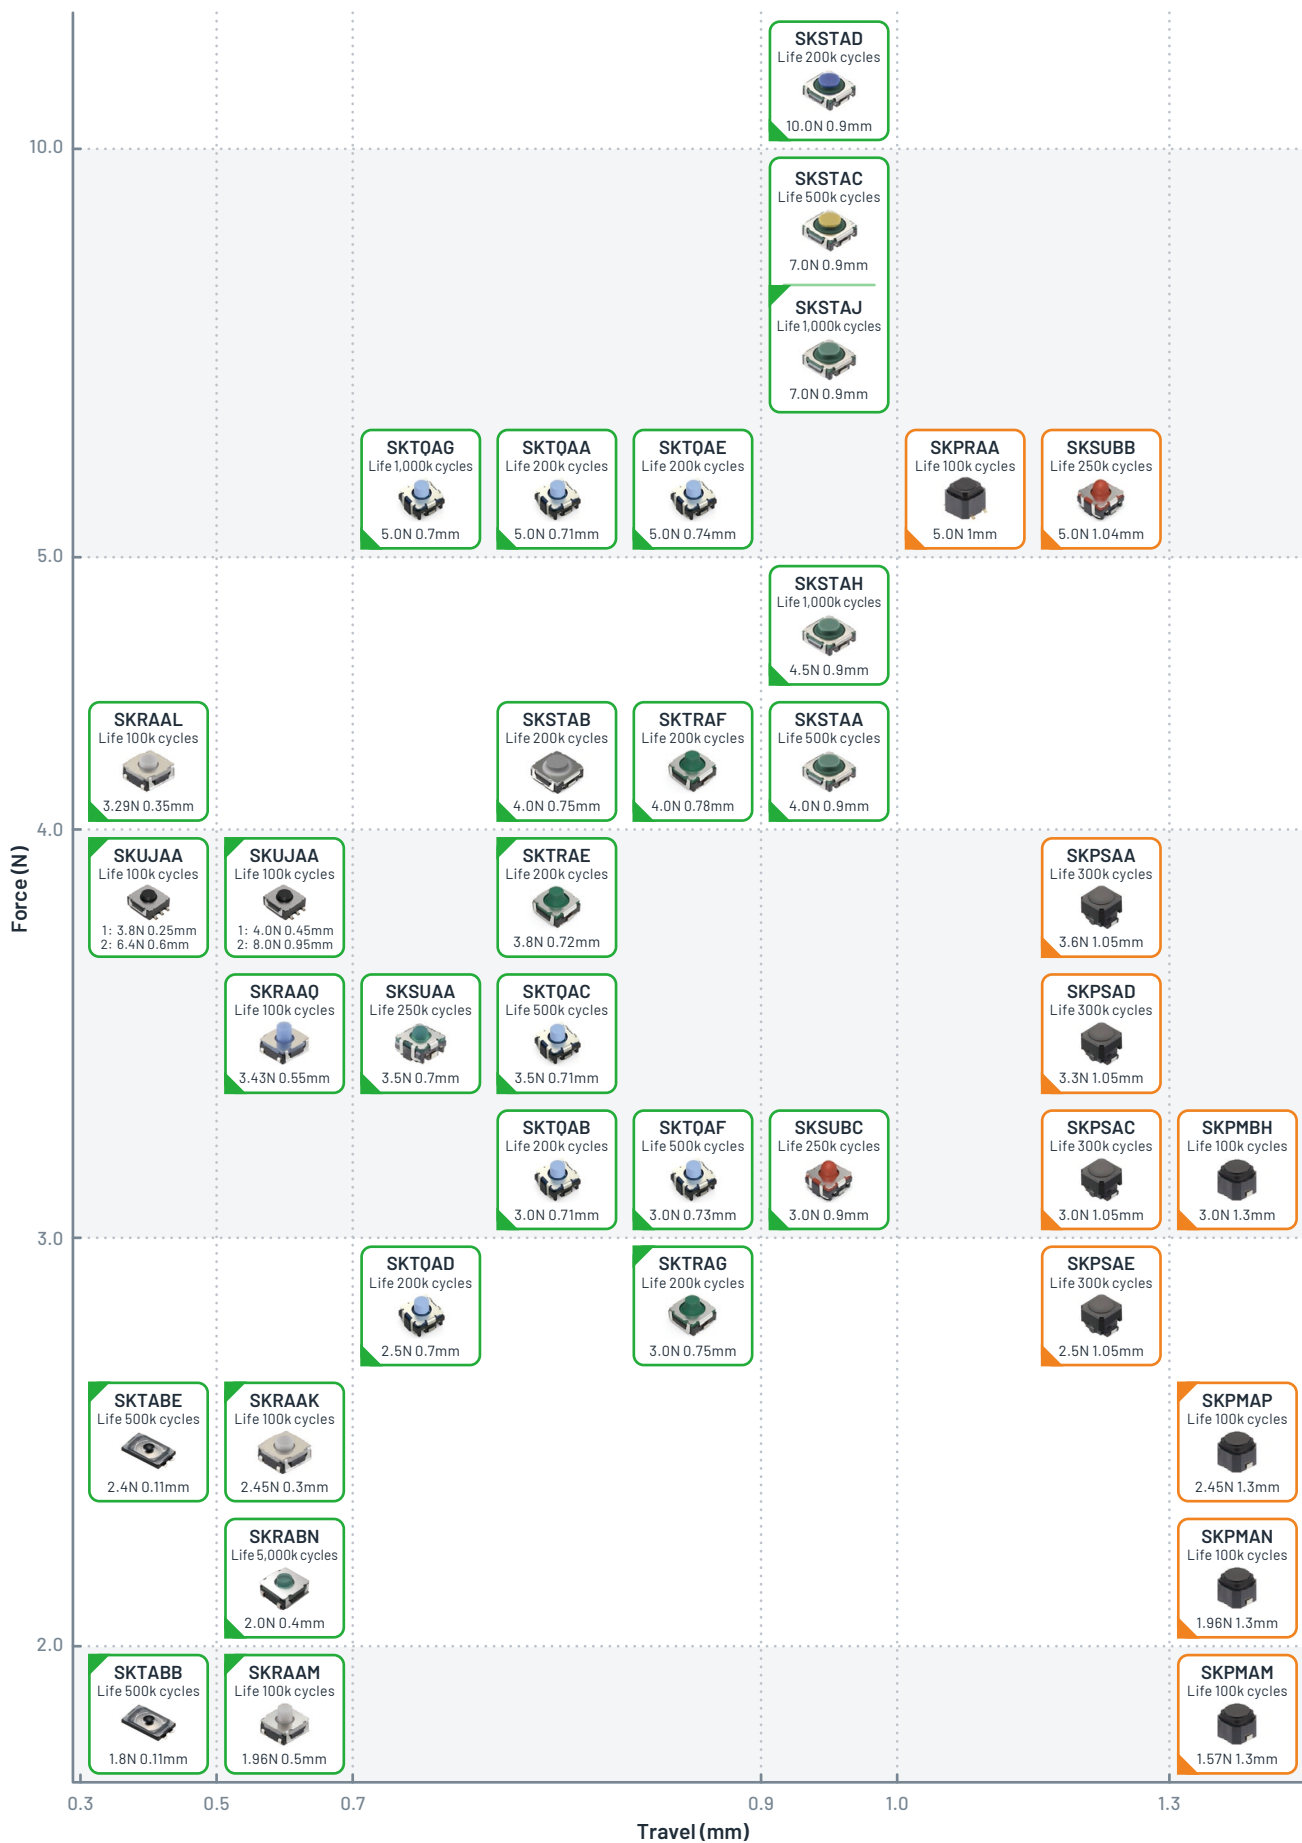 SKSTAD
Life 200k cycles
10.0N 0.9mm
10.0
SKSTAC
Life 500k cycles
7.0N 0.9mm
SKSTAJ
Life 1,000k cycles
7.0N 0.9mm
SKTQAG
Life 1,000k cycles
5.0N 0.7mm
SKTQAA
Life 200k cycles
5.0N 0.71mm
SKTQAE
Life 200k cycles
5.0N 0.74mm
SKPRAA
Life 100k cycles
5.0N 1mm
SKSUBB
Life 250k cycles
5.0N 1.04mm
5.0
SKSTAH
Life 1,000k cycles
4.5N 0.9mm
SKRAAL
Life 100k cycles
3.29N 0.35mm
SKSTAB
Life 200k cycles
4.0N 0.75mm
SKTRAF
Life 200k cycles
4.0N 0.78mm
SKSTAA
Life 500k cycles
4.0N 0.9mm
4.0
SKUJAA
Life 100k cycles
1: 3.8N 0.25mm
2: 6.4N 0.6mm
SKUJAA
Life 100k cycles
1: 4.0N 0.45mm
2: 8.0N 0.95mm
SKTRAE
Life 200k cycles
3.8N 0.72mm
SKPSAA
Life 300k cycles
3.6N 1.05mm
Force (N)
SKRAAQ
Life 100k cycles
3.43N 0.55mm
SKSUAA
Life 250k cycles
3.5N 0.7mm
SKTQAC
Life 500k cycles
3.5N 0.71mm
SKPSAD
Life 300k cycles
3.3N 1.05mm
SKTQAB
Life 200k cycles
3.0N 0.71mm
SKTQAF
Life 500k cycles
3.0N 0.73mm
SKSUBC
Life 250k cycles
3.0N 0.9mm
SKPSAC
Life 300k cycles
3.0N 1.05mm
SKPMBH
Life 100k cycles
3.0N 1.3mm
3.0
SKTQAD
Life 200k cycles
2.5N 0.7mm
SKTRAG
Life 200k cycles
3.0N 0.75mm
SKPSAE
Life 300k cycles
2.5N 1.05mm
SKTABE
Life 500k cycles
2.4N 0.11mm
SKRAAK
Life 100k cycles
2.45N 0.3mm
SKPMAP
Life 100k cycles
2.45N 1.3mm
SKRABN
Life 5,000k cycles
2.0N 0.4mm
SKPMAN
Life 100k cycles
1.96N 1.3mm
2.0
SKTABB
Life 500k cycles
1.8N 0.11mm
SKRAAM
Life 100k cycles
1.96N 0.5mm
SKPMAM
Life 100k cycles
1.57N 1.3mm
0.3 0.5 0.7 0.9 1.0 1.3
Travel (mm)